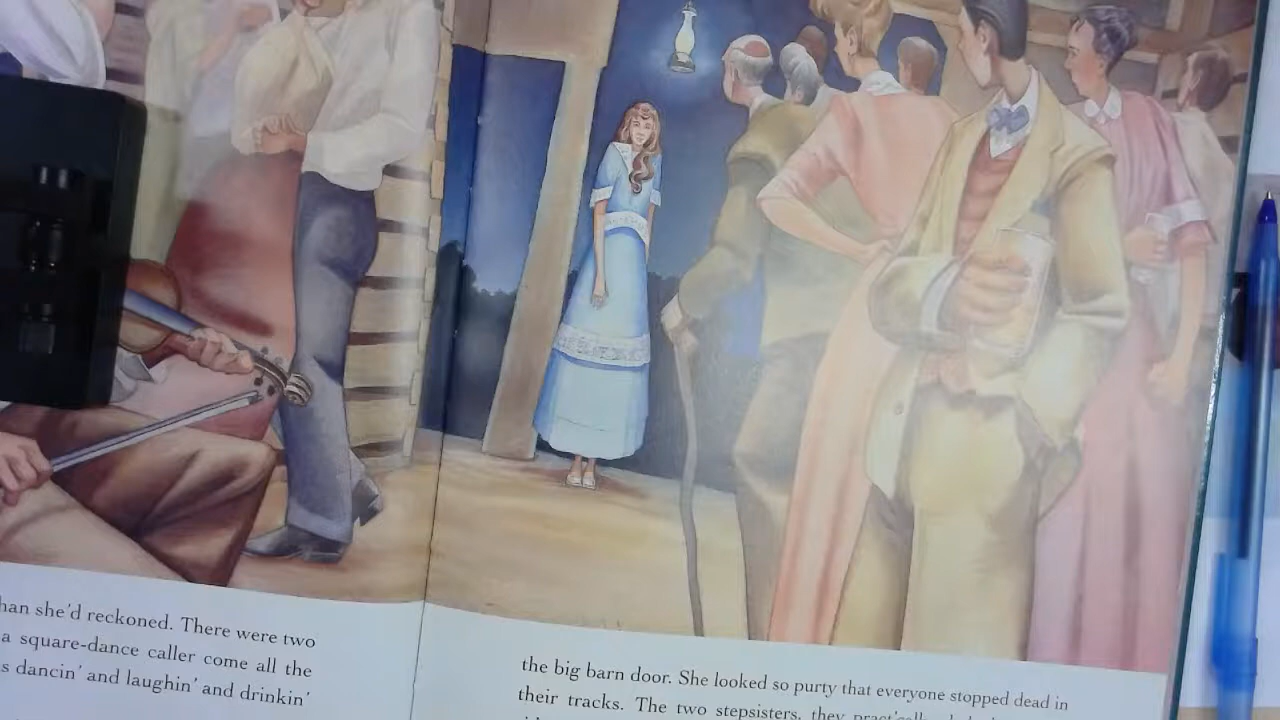 han she'd reckoned. There were two
a square-dance caller come all the
s dancin' and laughin' and drinkin'
the big barn door. She looked so purty that everyone stopped dead in
their tracks. The two stepsisters, they